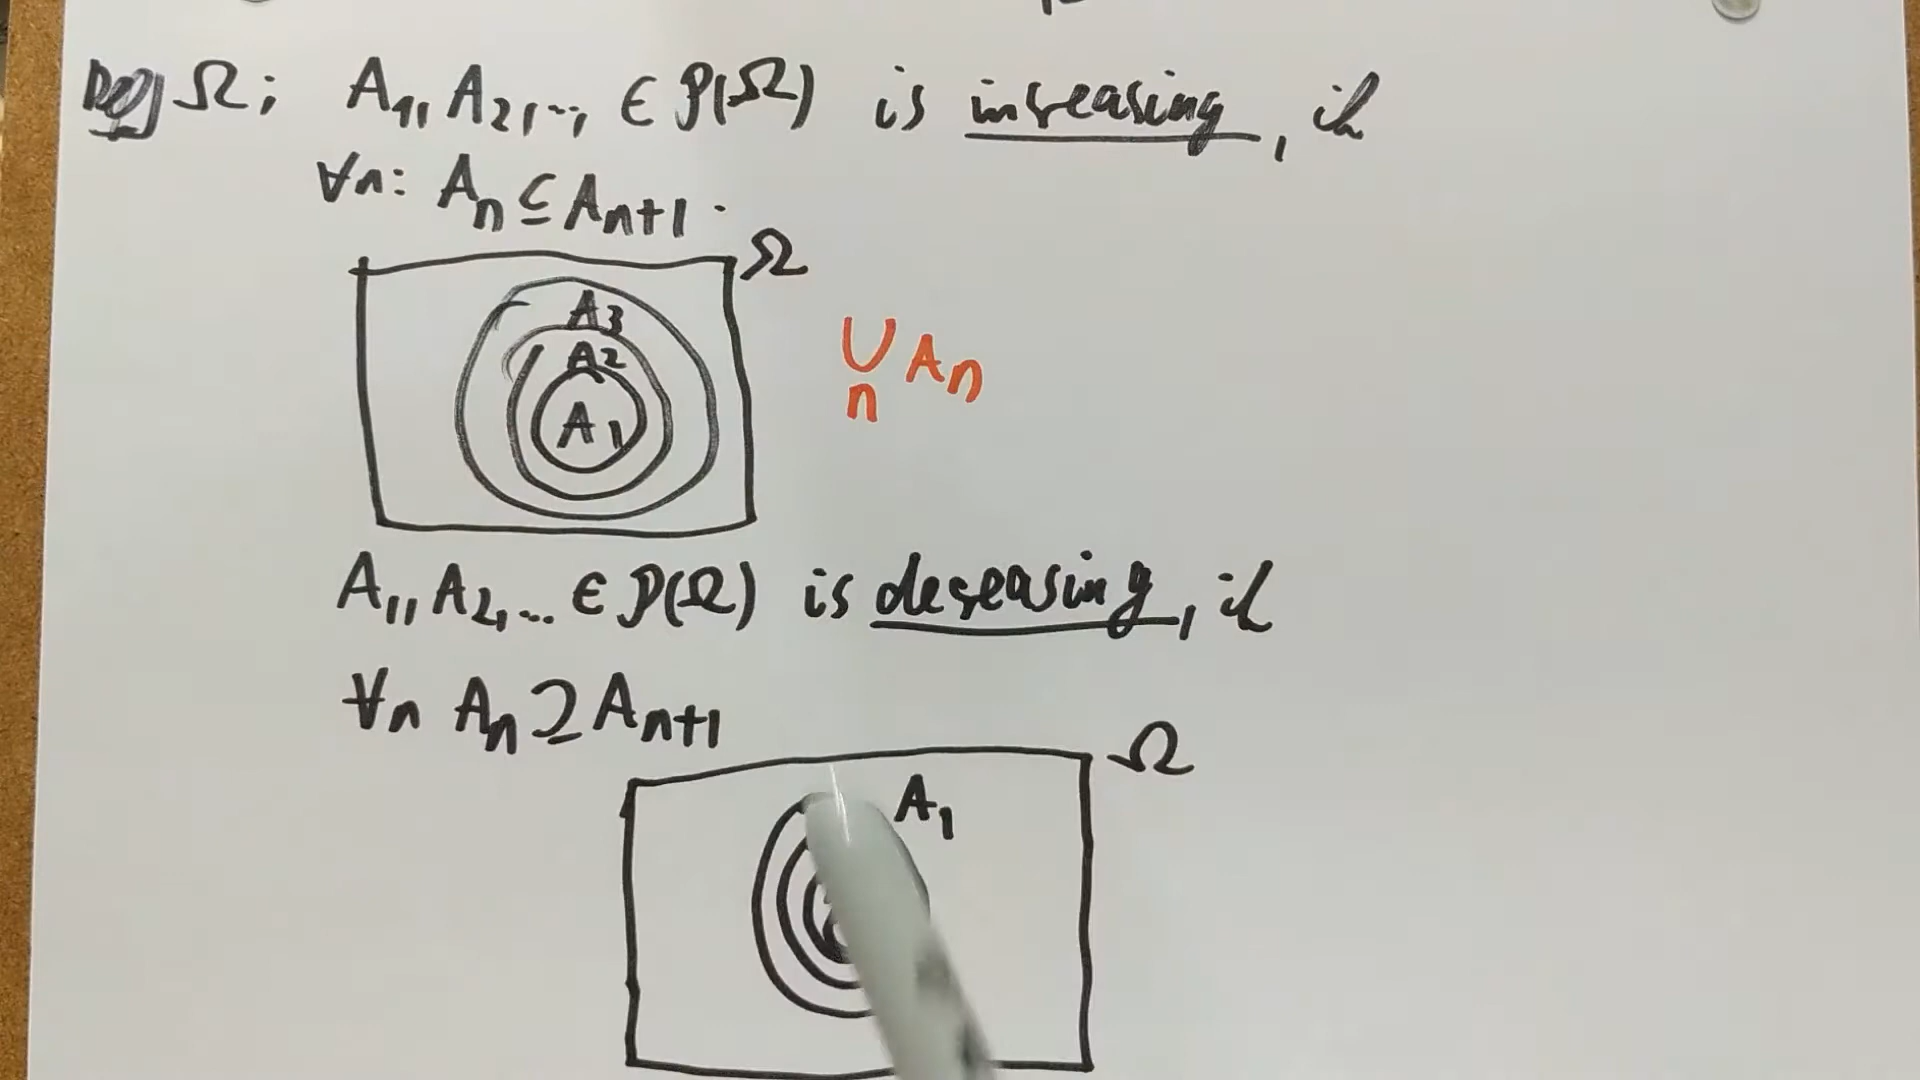 Def Ω; A₁, A₂, ..., ∈ P(Ω) is increasing, if
∀n: Aₙ ⊆ Aₙ₊₁.
Ω
A₃
A₂
A₁
⋃ₙ Aₙ
A₁, A₂, ... ∈ P(Ω) is decreasing, if
∀n Aₙ ⊇ Aₙ₊₁
Ω
A₁